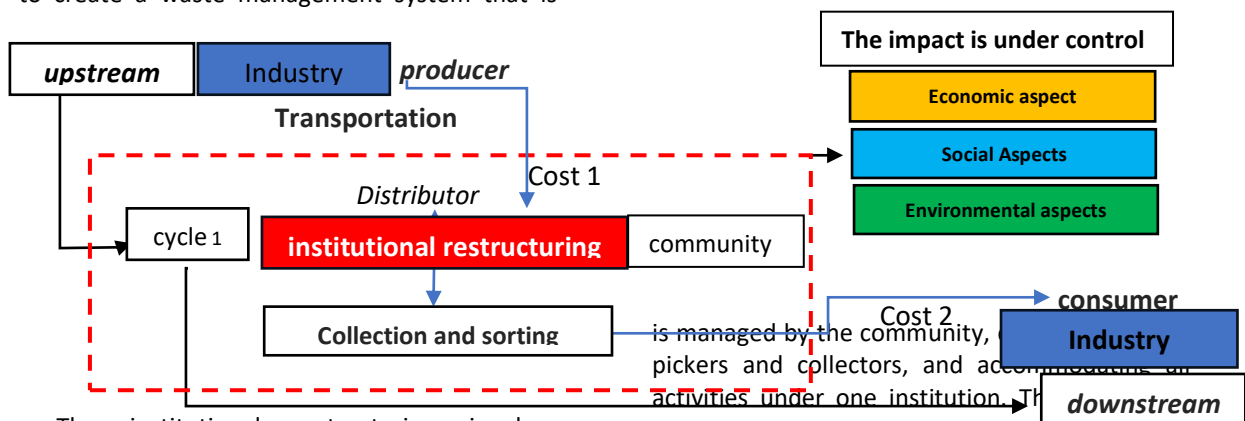 to create a waste management system that is
The impact is under control
upstream
Industry
producer
Economic aspect
Transportation
Social Aspects
Cost 1
Distributor
Environmental aspects
cycle 1
institutional restructuring
community
consumer
Cost 2
Collection and sorting
Industry
is managed by the community,
pickers and collectors, and
activities under one institution.
downstream